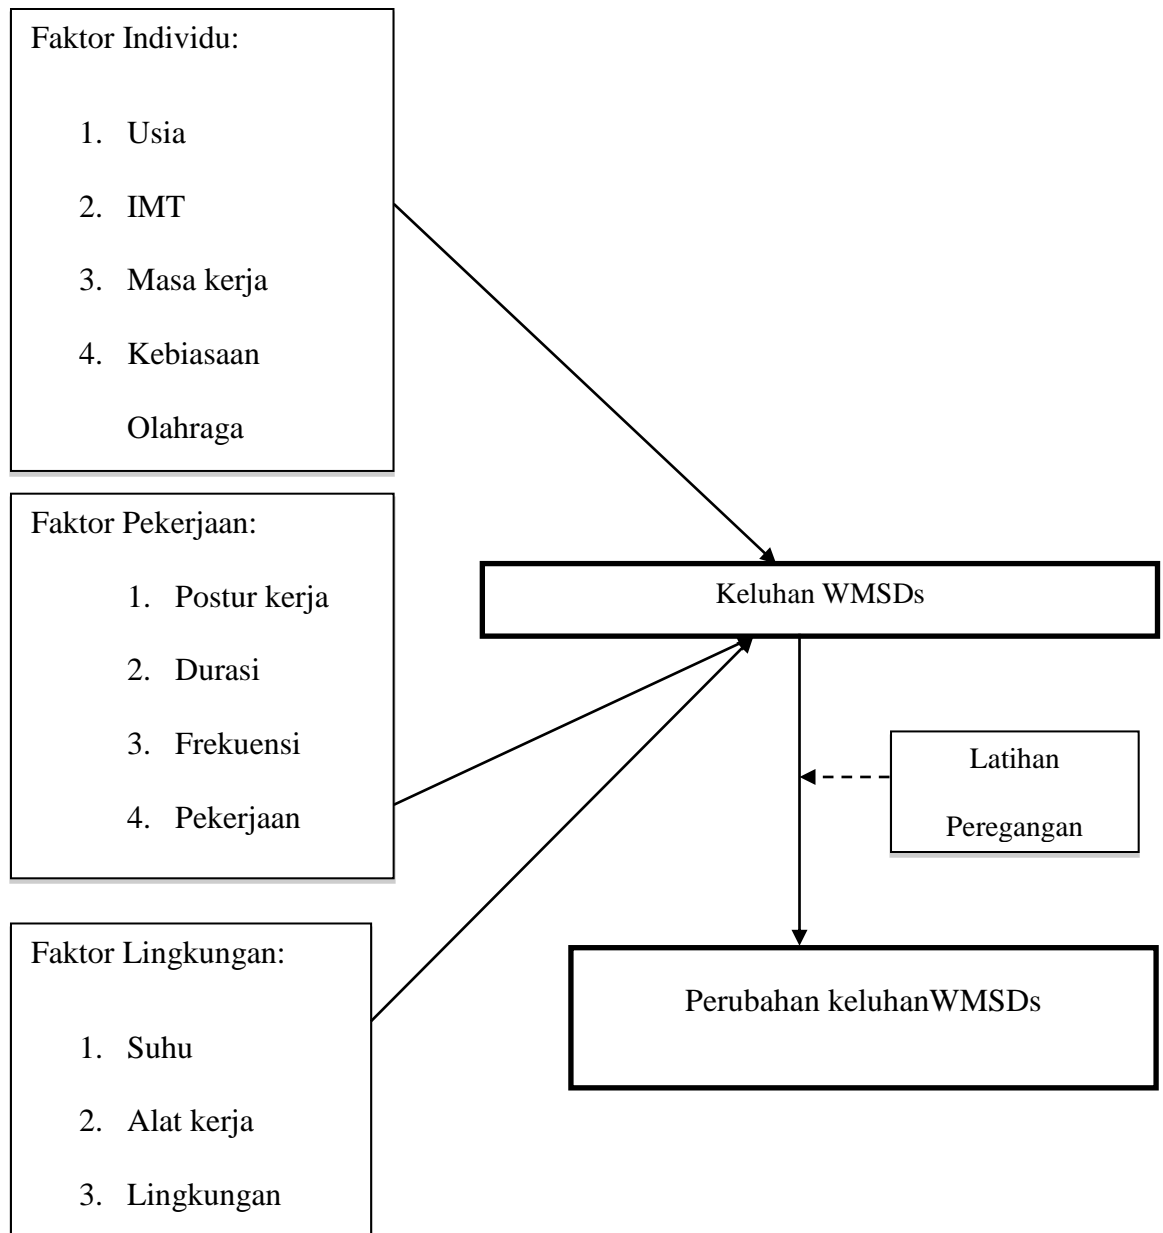 Faktor Individu:
1. Usia
2. IMT
3. Masa kerja
4. Kebiasaan
Olahraga
Faktor Pekerjaan:
1. Postur kerja
2. Durasi
3. Frekuensi
4. Pekerjaan
Faktor Lingkungan:
1. Suhu
2. Alat kerja
3. Lingkungan
Keluhan WMSDs
Latihan
Peregangan
Perubahan keluhanWMSDs